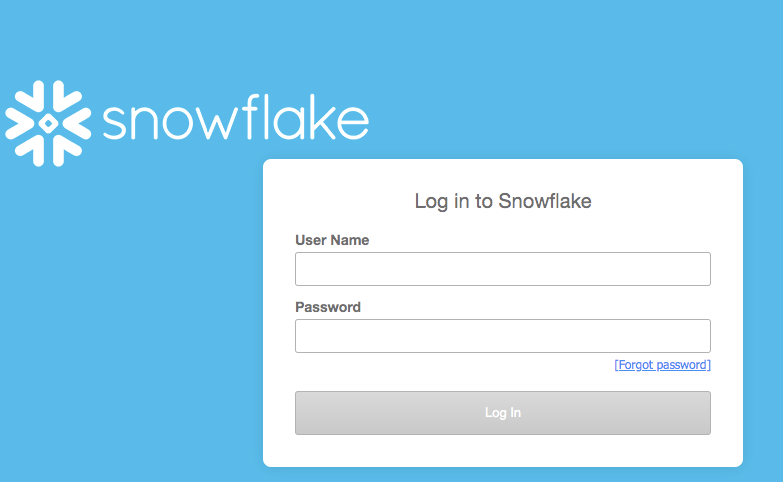 snowflake
Log in to Snowflake
User Name
Password
[Forgot password]
Log In